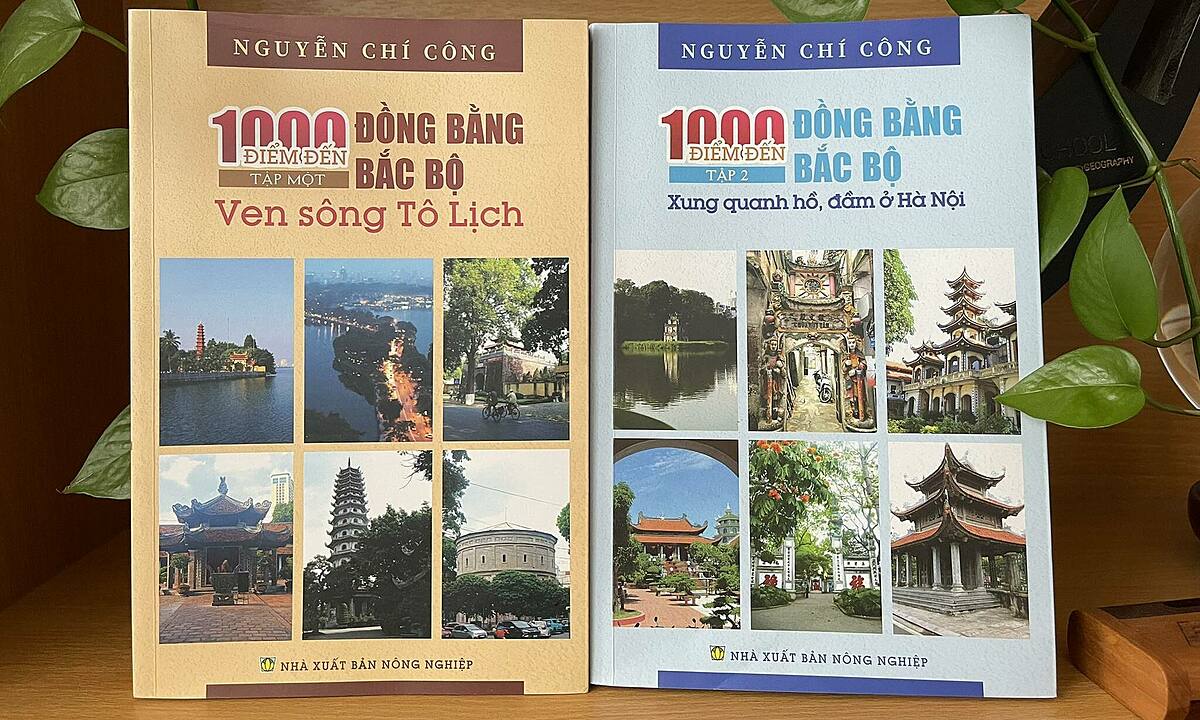 NGUYỄN CHÍ CÔNG
1000
ĐIỂM ĐẾN
TẬP MỘT
ĐỒNG BẰNG
BẮC BỘ
Ven sông Tô Lịch
NHÀ XUẤT BẢN NÔNG NGHIỆP
NGUYỄN CHÍ CÔNG
1000
ĐIỂM ĐẾN
TẬP 2
ĐỒNG BẰNG
BẮC BỘ
Xung quanh hồ, đầm ở Hà Nội
NHÀ XUẤT BẢN NÔNG NGHIỆP